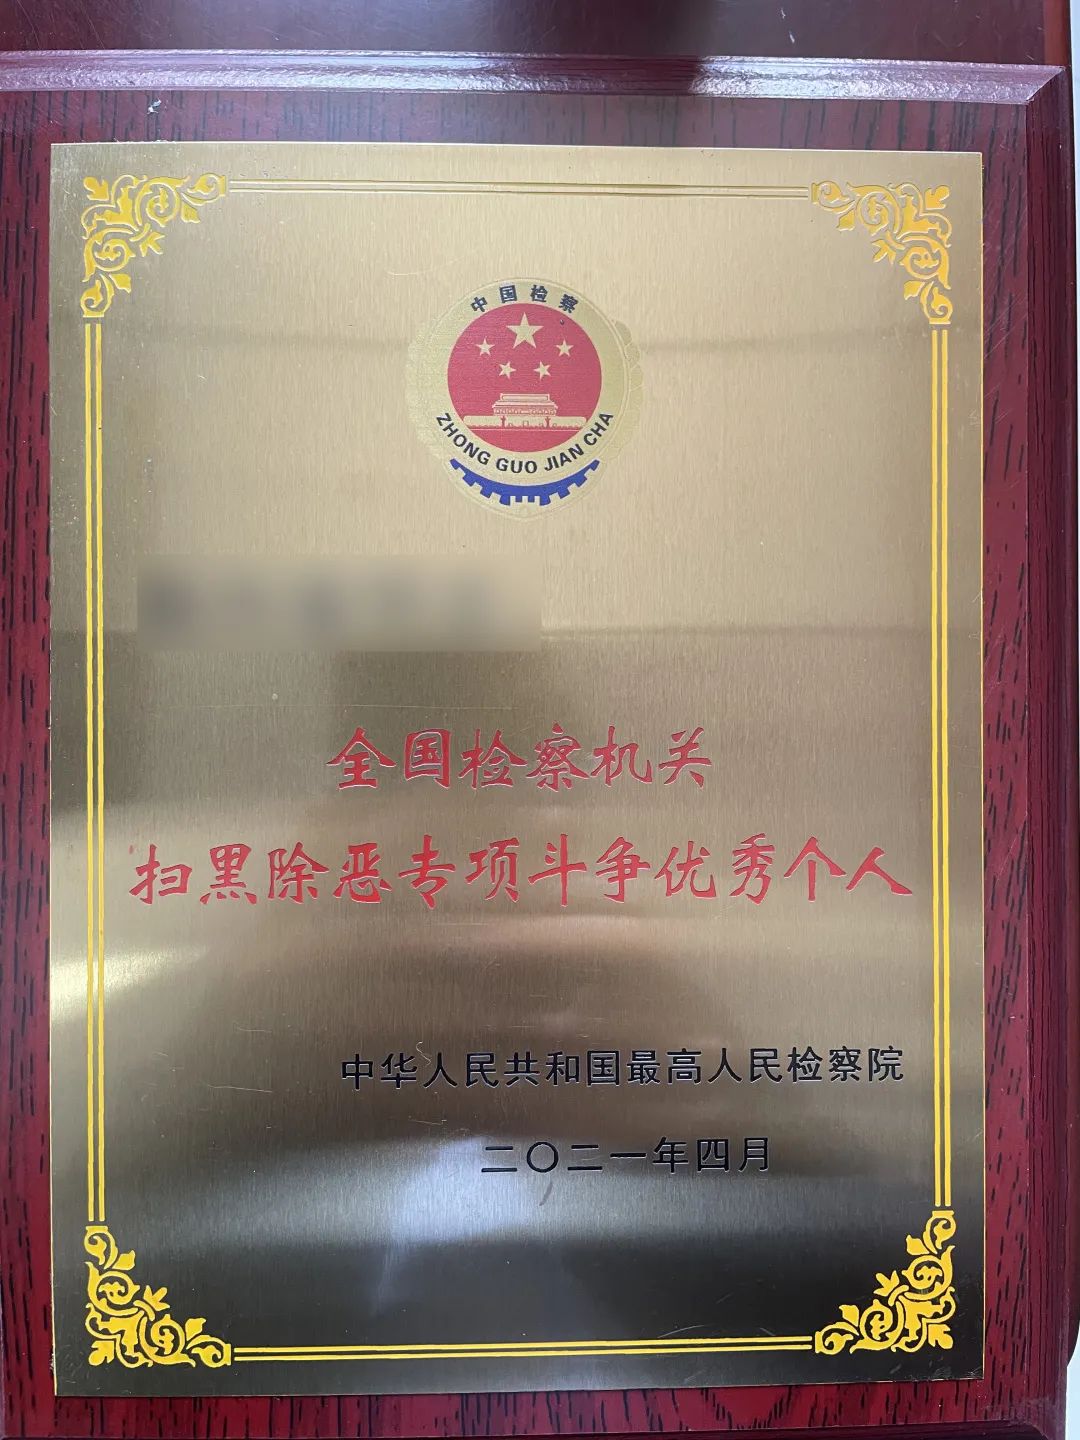 中国检察
ZHONG GUO JIAN CHA
全国检察机关
扫黑除恶专项斗争优秀个人
中华人民共和国最高人民检察院
二〇二一年四月